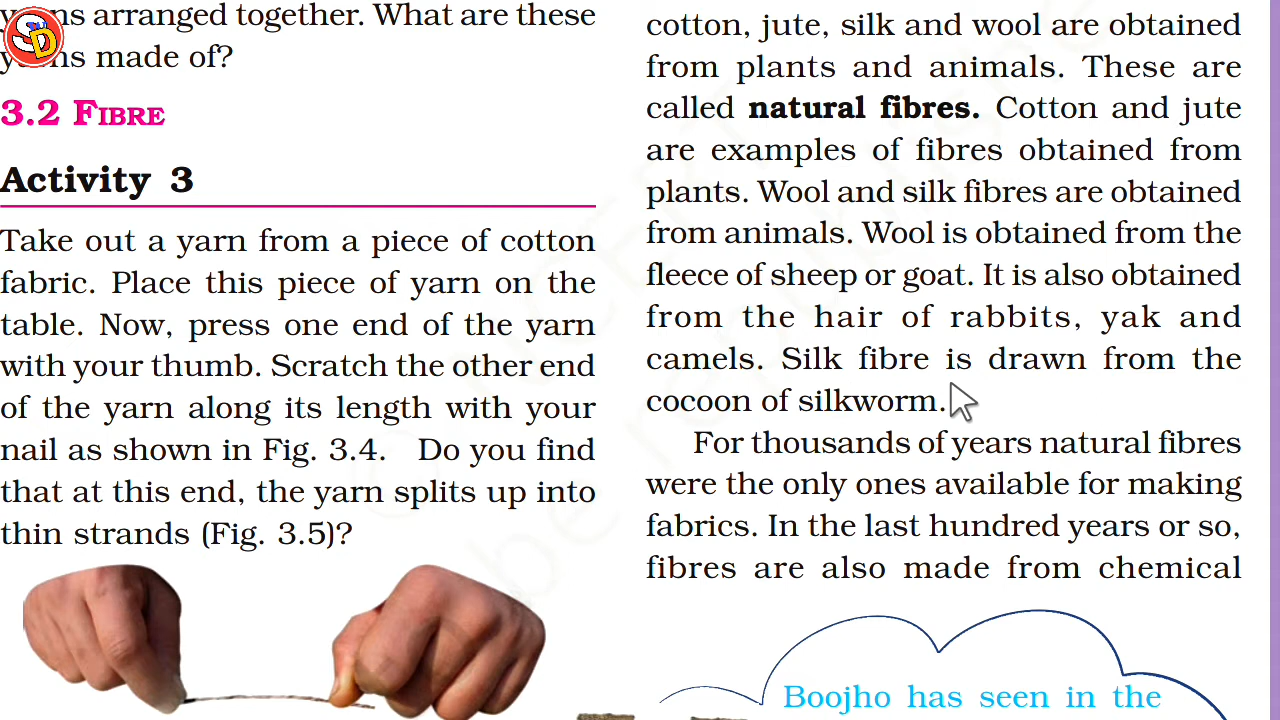 yarns arranged together. What are these
yarns made of?
3.2 FIBRE
Activity 3
Take out a yarn from a piece of cotton
fabric. Place this piece of yarn on the
table. Now, press one end of the yarn
with your thumb. Scratch the other end
of the yarn along its length with your
nail as shown in Fig. 3.4. Do you find
that at this end, the yarn splits up into
thin strands (Fig. 3.5)?
cotton, jute, silk and wool are obtained
from plants and animals. These are
called natural fibres. Cotton and jute
are examples of fibres obtained from
plants. Wool and silk fibres are obtained
from animals. Wool is obtained from the
fleece of sheep or goat. It is also obtained
from the hair of rabbits, yak and
camels. Silk fibre is drawn from the
cocoon of silkworm.
For thousands of years natural fibres
were the only ones available for making
fabrics. In the last hundred years or so,
fibres are also made from chemical
Boojho has seen in the
SD